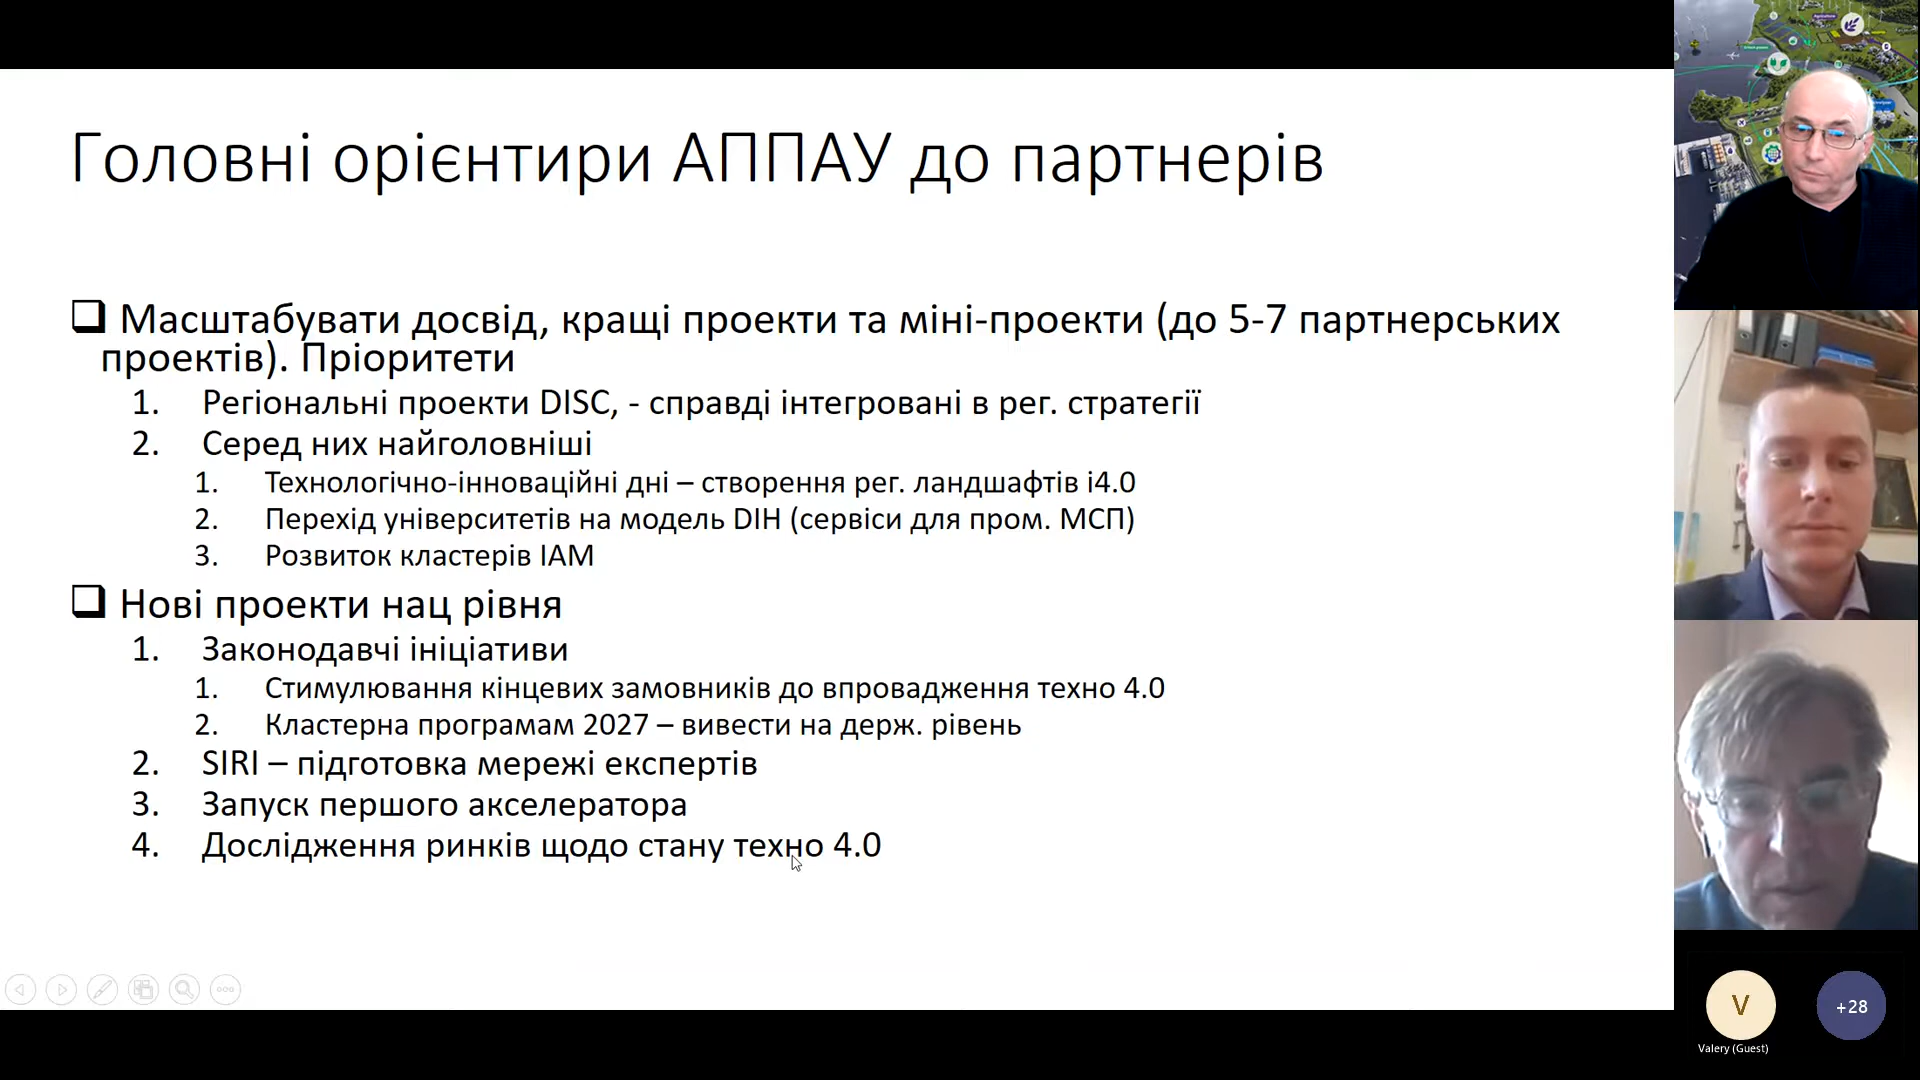 Головні орієнтири АППАУ до партнерів
❑ Масштабувати досвід, кращі проекти та міні-проекти (до 5-7 партнерських
проектів). Пріоритети
1. Регіональні проекти DISC, - справді інтегровані в рег. стратегії
2. Серед них найголовніші
1. Технологічно-інноваційні дні – створення рег. ландшафтів і4.0
2. Перехід університетів на модель DIH (сервіси для пром. МСП)
3. Розвиток кластерів ІАМ
❑ Нові проекти нац рівня
1. Законодавчі ініціативи
1. Стимулювання кінцевих замовників до впровадження техно 4.0
2. Кластерна програмам 2027 – вивести на держ. рівень
2. SIRI – підготовка мережі експертів
3. Запуск першого акселератора
4. Дослідження ринків щодо стану техно 4.0
V
+28
Valery (Guest)